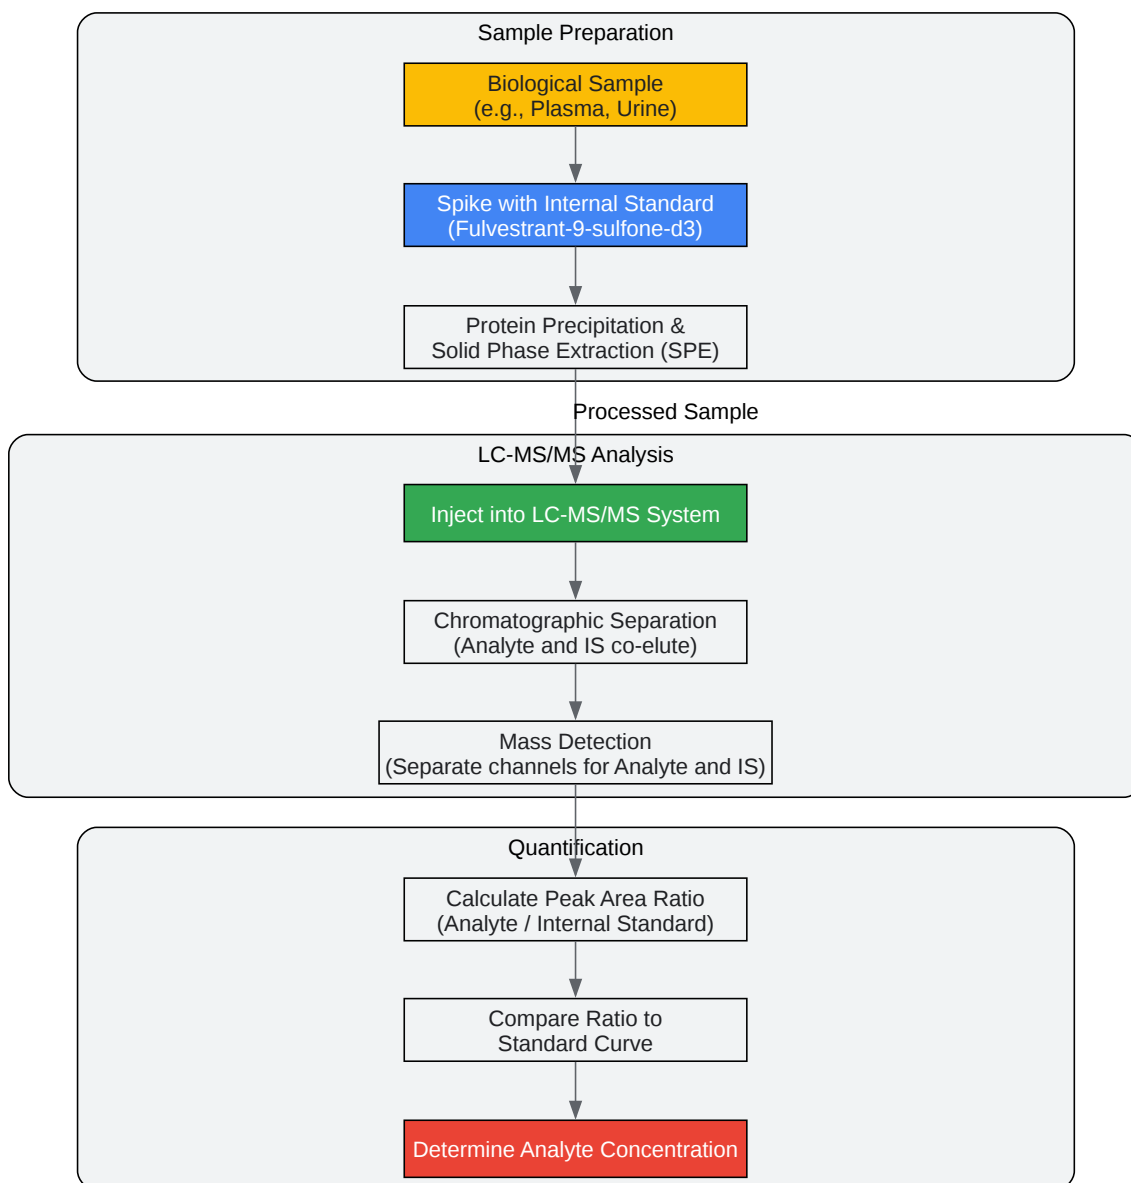 Sample Preparation
Biological Sample
(e.g., Plasma, Urine)
Spike with Internal Standard
(Fulvestrant-9-sulfone-d3)
Protein Precipitation &
Solid Phase Extraction (SPE)
Processed Sample
LC-MS/MS Analysis
Inject into LC-MS/MS System
Chromatographic Separation
(Analyte and IS co-elute)
Mass Detection
(Separate channels for Analyte and IS)
Quantification
Calculate Peak Area Ratio
(Analyte / Internal Standard)
Compare Ratio to
Standard Curve
Determine Analyte Concentration